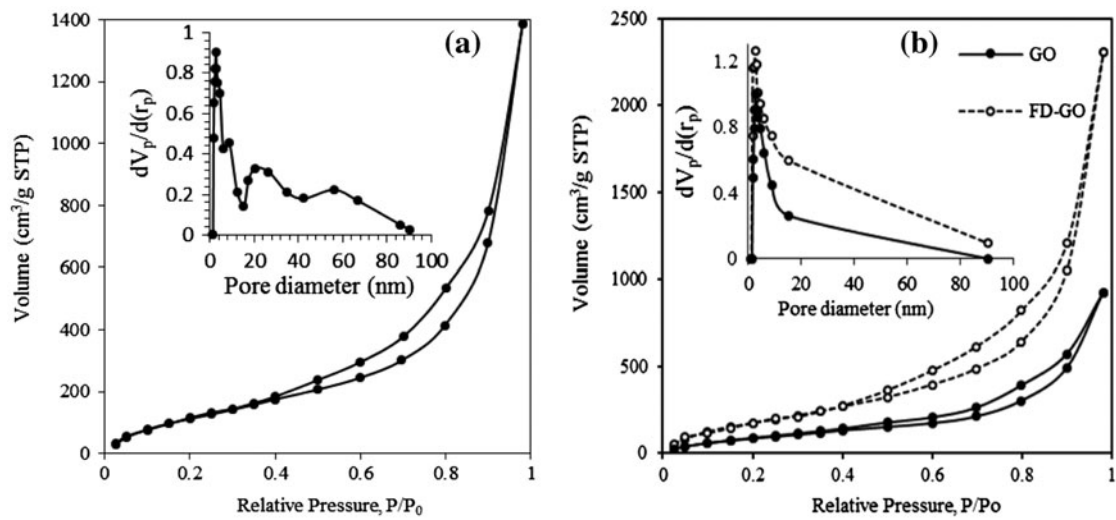 (a)
Volume (cm³/g STP)
1400
1200
1000
800
600
400
200
0
0
0.2
0.4
0.6
0.8
1
Relative Pressure, P/P₀
dVₚ/d(rₚ)
1
0.8
0.6
0.4
0.2
0
0 20 40 60 80 100
Pore diameter (nm)
(b)
GO
FD-GO
Volume (cm³/g STP)
2500
2000
1500
1000
500
0
0
0.2
0.4
0.6
0.8
1
Relative Pressure, P/Po
dVₚ/d(rₚ)
1.2
0.8
0.4
0
0 20 40 60 80 100
Pore diameter (nm)